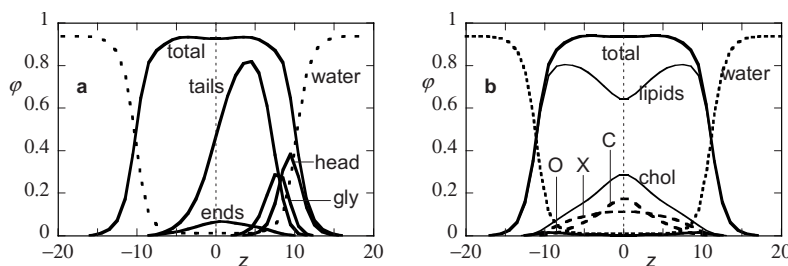 1
0.8
0.6
0.4
0.2
0
φ
a
total
water
tails
head
gly
ends
−20
−10
0
10
20
z
1
0.8
0.6
0.4
0.2
0
φ
b
total
water
lipids
C
O
X
chol
−20
−10
0
10
20
z